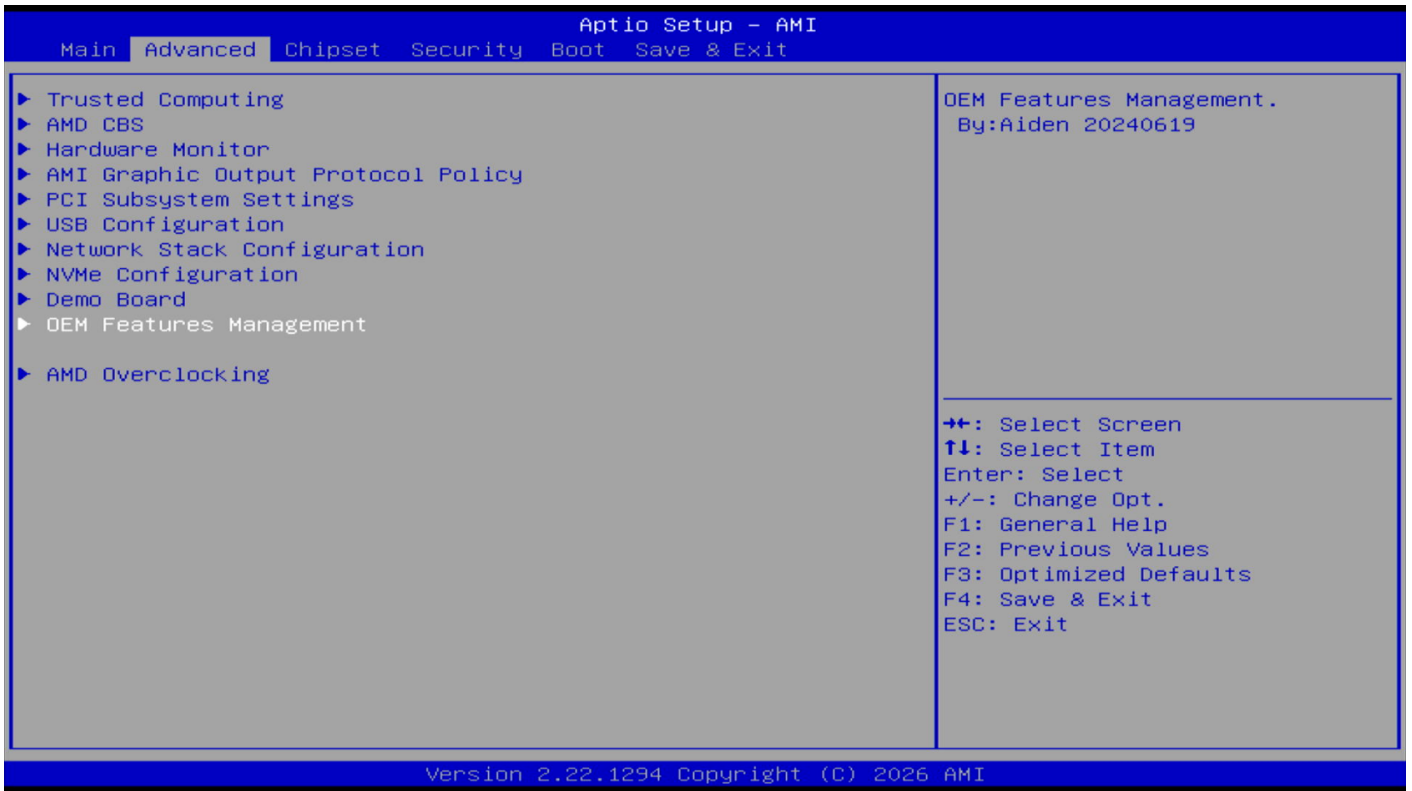 Aptio Setup - AMI
Main Advanced Chipset Security Boot Save & Exit
▶ Trusted Computing
▶ AMD CBS
▶ Hardware Monitor
▶ AMI Graphic Output Protocol Policy
▶ PCI Subsystem Settings
▶ USB Configuration
▶ Network Stack Configuration
▶ NVMe Configuration
▶ Demo Board
▶ OEM Features Management
▶ AMD Overclocking
OEM Features Management.
By:Aiden 20240619
→←: Select Screen
↑↓: Select Item
Enter: Select
+/-: Change Opt.
F1: General Help
F2: Previous Values
F3: Optimized Defaults
F4: Save & Exit
ESC: Exit
Version 2.22.1294 Copyright (C) 2026 AMI